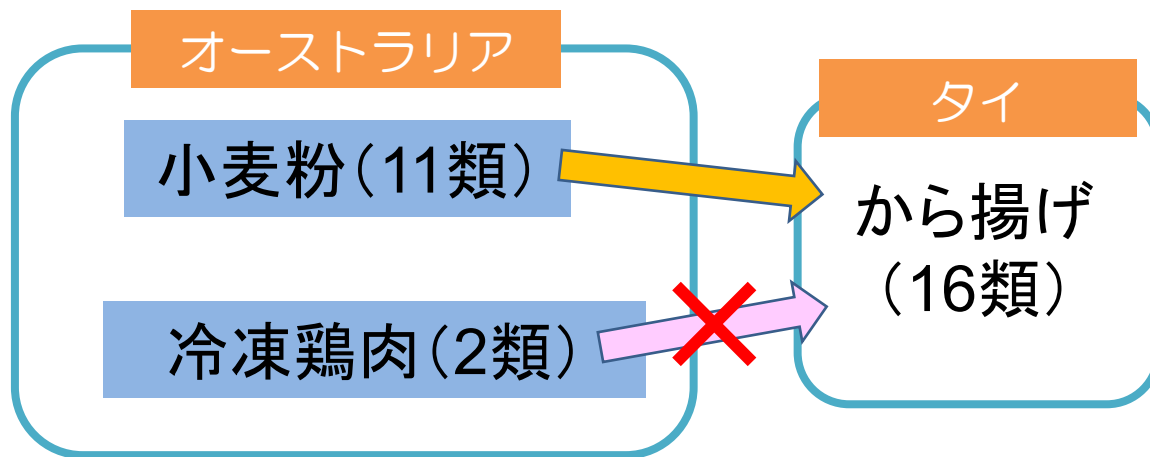 オーストラリア
小麦粉（11類）
冷凍鶏肉（2類）
タイ
から揚げ
（16類）